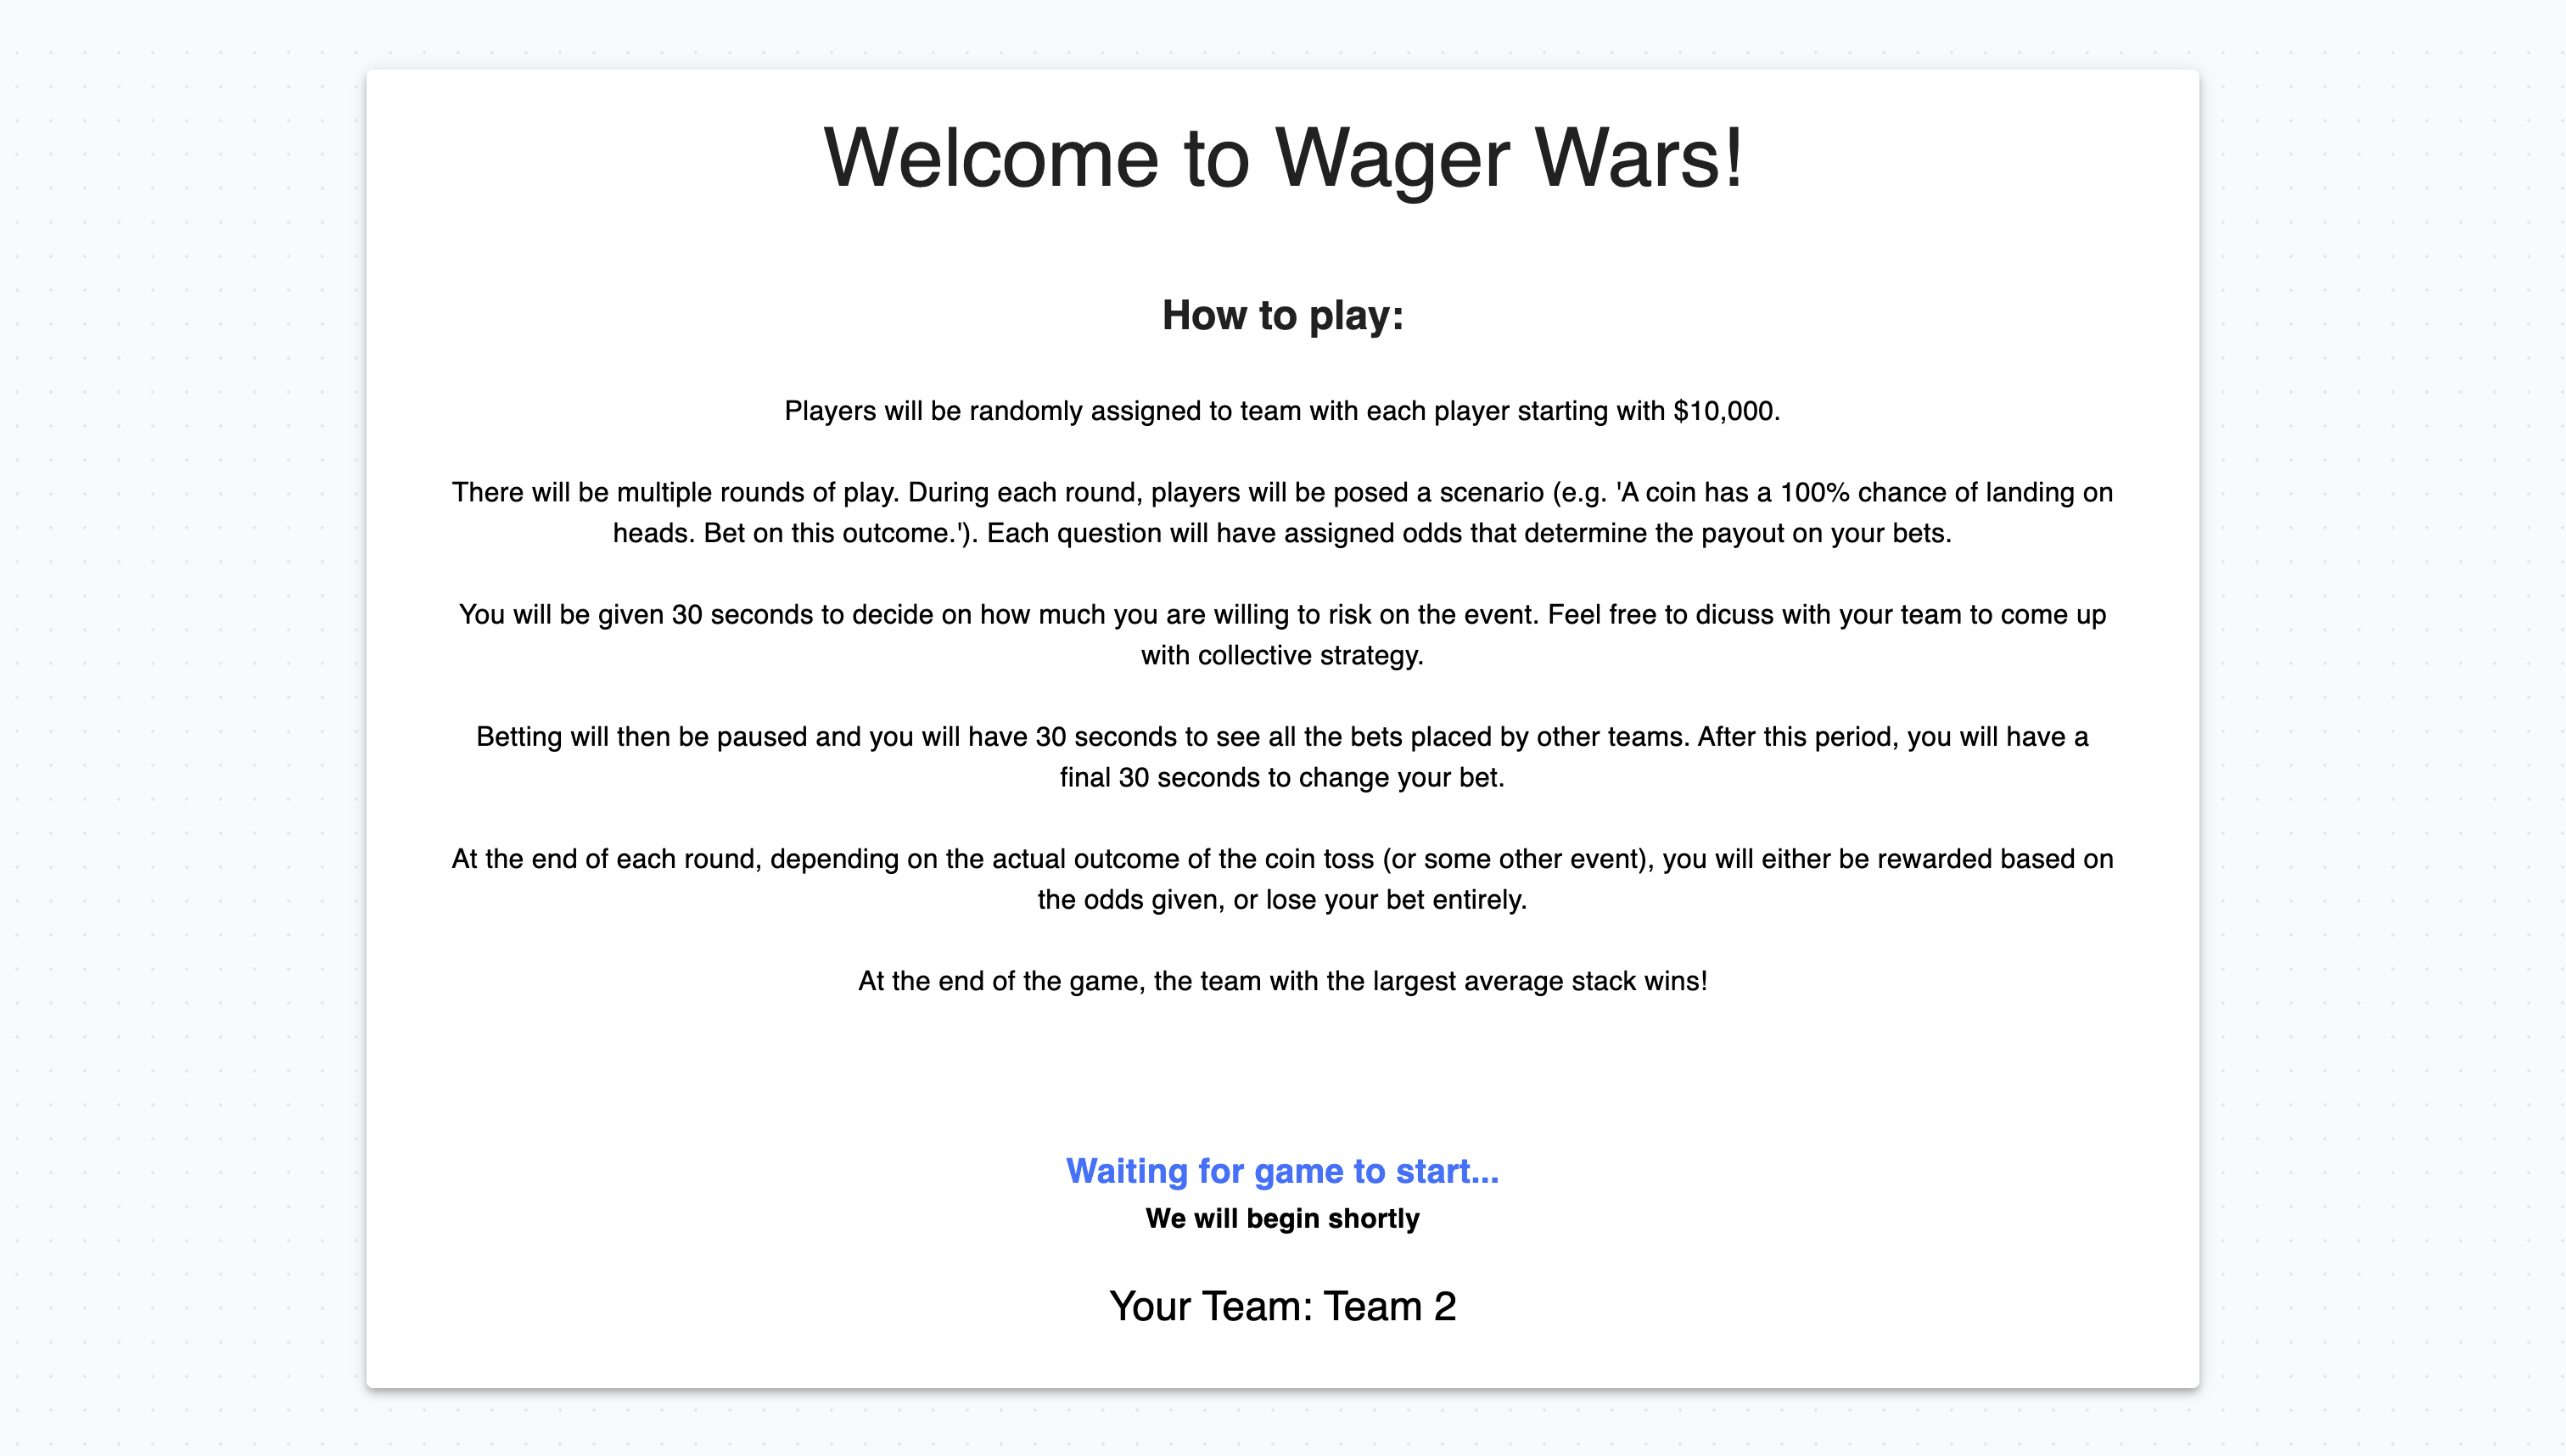 Welcome to Wager Wars!
How to play:
Players will be randomly assigned to team with each player starting with $10,000.
There will be multiple rounds of play. During each round, players will be posed a scenario (e.g. 'A coin has a 100% chance of landing on
heads. Bet on this outcome.'). Each question will have assigned odds that determine the payout on your bets.
You will be given 30 seconds to decide on how much you are willing to risk on the event. Feel free to dicuss with your team to come up
with collective strategy.
Betting will then be paused and you will have 30 seconds to see all the bets placed by other teams. After this period, you will have a
final 30 seconds to change your bet.
At the end of each round, depending on the actual outcome of the coin toss (or some other event), you will either be rewarded based on
the odds given, or lose your bet entirely.
At the end of the game, the team with the largest average stack wins!
Waiting for game to start...
We will begin shortly
Your Team: Team 2